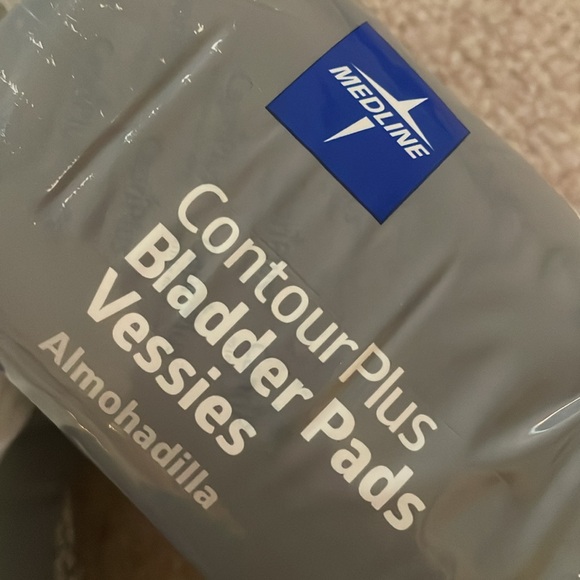 MEDLINE
ContourPlus
Bladder Pads
Vessies
Almohadilla